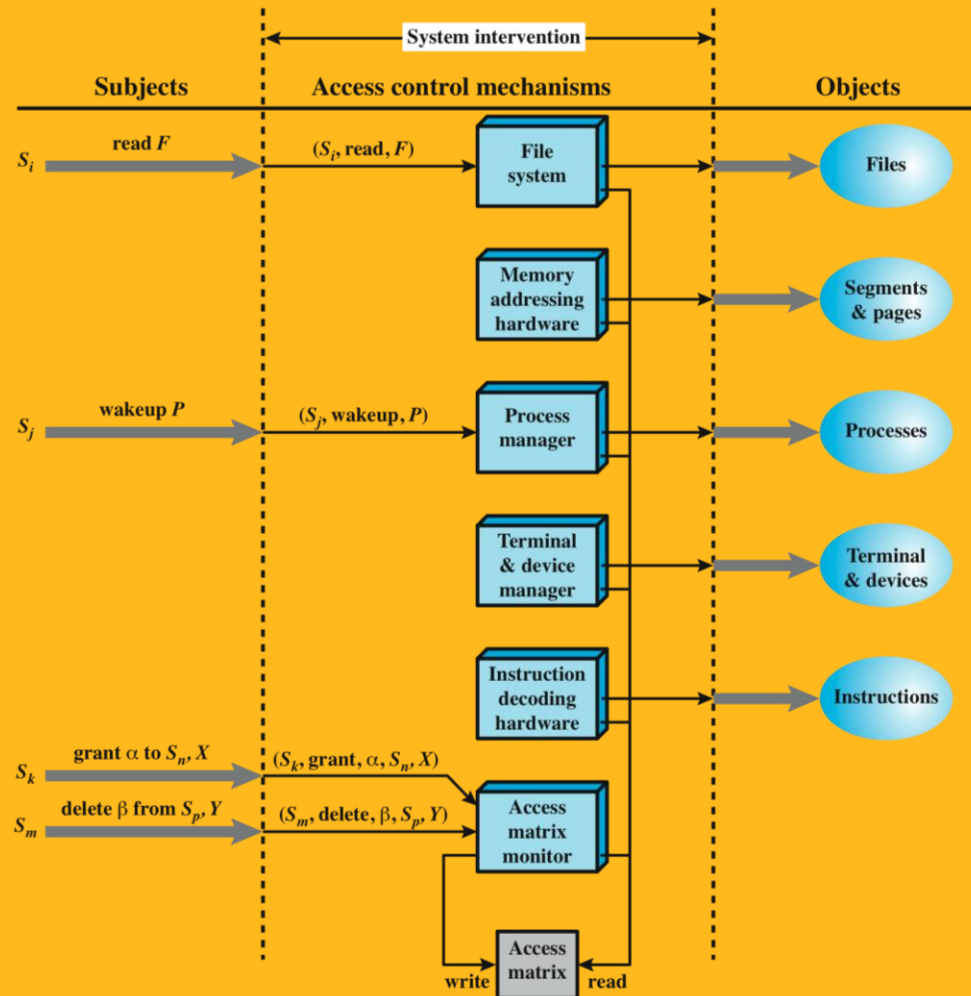 System intervention
Subjects
Access control mechanisms
Objects
read F
Sᵢ
(Sᵢ, read, F)
File
system
Files
Memory
addressing
hardware
Segments
& pages
wakeup P
Sⱼ
(Sⱼ, wakeup, P)
Process
manager
Processes
Terminal
& device
manager
Terminal
& devices
Instruction
decoding
hardware
Instructions
grant α to Sₙ, X
Sₖ
(Sₖ, grant, α, Sₙ, X)
delete β from Sₚ, Y
Sₘ
(Sₘ, delete, β, Sₚ, Y)
Access
matrix
monitor
Access
matrix
write
read